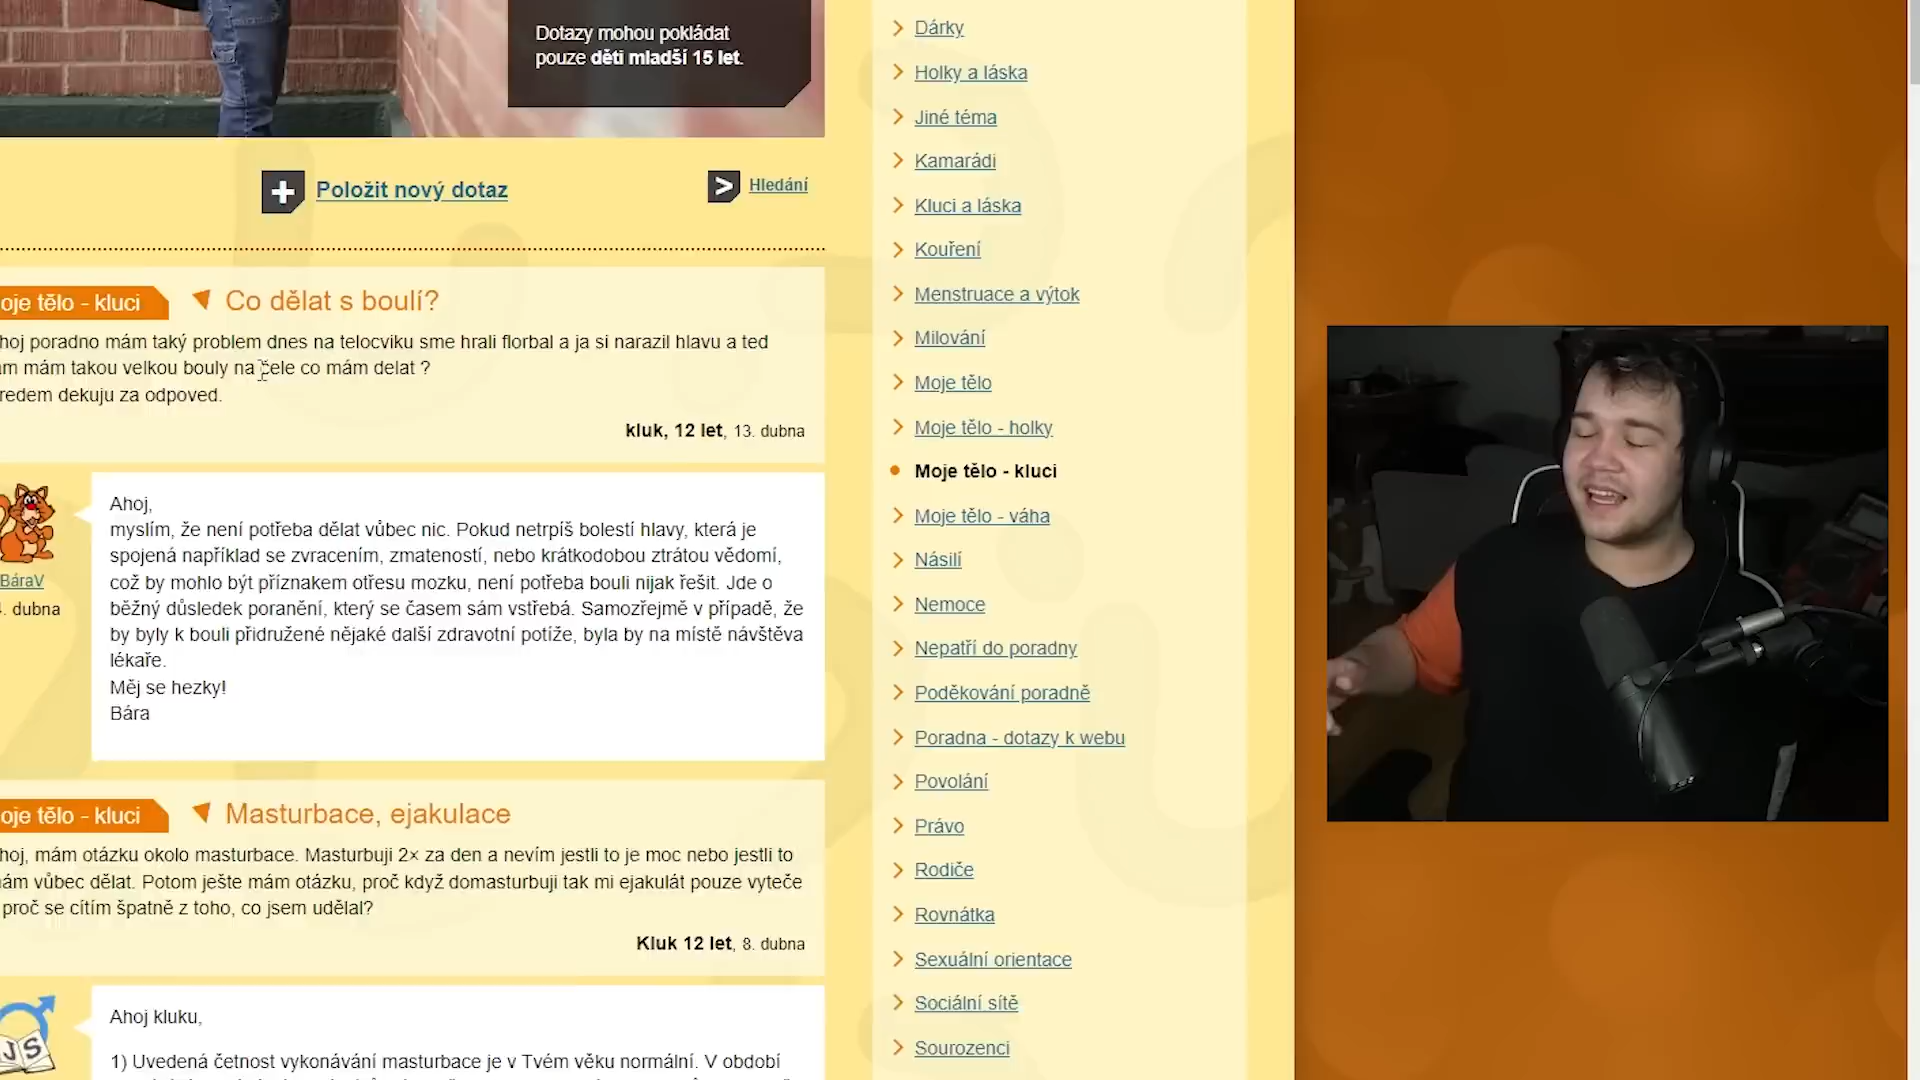 Dotazy mohou pokládat
pouze děti mladší 15 let.
Položit nový dotaz
Hledání
oje tělo - kluci
Co dělat s boulí?
hoj poradno mám taký problem dnes na telocviku sme hrali florbal a ja si narazil hlavu a ted
am mám takou velkou bouly na čele co mám delat ?
redem dekuju za odpoved.
kluk, 12 let, 13. dubna
BáraV
. dubna
Ahoj,
myslím, že není potřeba dělat vůbec nic. Pokud netrpíš bolestí hlavy, která je
spojená například se zvracením, zmateností, nebo krátkodobou ztrátou vědomí,
což by mohlo být příznakem otřesu mozku, není potřeba bouli nijak řešit. Jde o
běžný důsledek poranění, který se časem sám vstřebá. Samozřejmě v případě, že
by byly k bouli přidružené nějaké další zdravotní potíže, byla by na místě návštěva
lékaře.
Měj se hezky!
Bára
oje tělo - kluci
Masturbace, ejakulace
hoj, mám otázku okolo masturbace. Masturbuji 2× za den a nevím jestli to je moc nebo jestli to
ám vůbec dělat. Potom ješte mám otázku, proč když domasturbuji tak mi ejakulát pouze vyteče
proč se cítím špatně z toho, co jsem udělal?
Kluk 12 let, 8. dubna
JS
Ahoj kluku,
1) Uvedená četnost vykonávání masturbace je v Tvém věku normální. V období
Dárky
Holky a láska
Jiné téma
Kamarádi
Kluci a láska
Kouření
Menstruace a výtok
Milování
Moje tělo
Moje tělo - holky
Moje tělo - kluci
Moje tělo - váha
Násilí
Nemoce
Nepatří do poradny
Poděkování poradně
Poradna - dotazy k webu
Povolání
Právo
Rodiče
Rovnátka
Sexuální orientace
Sociální sítě
Sourozenci